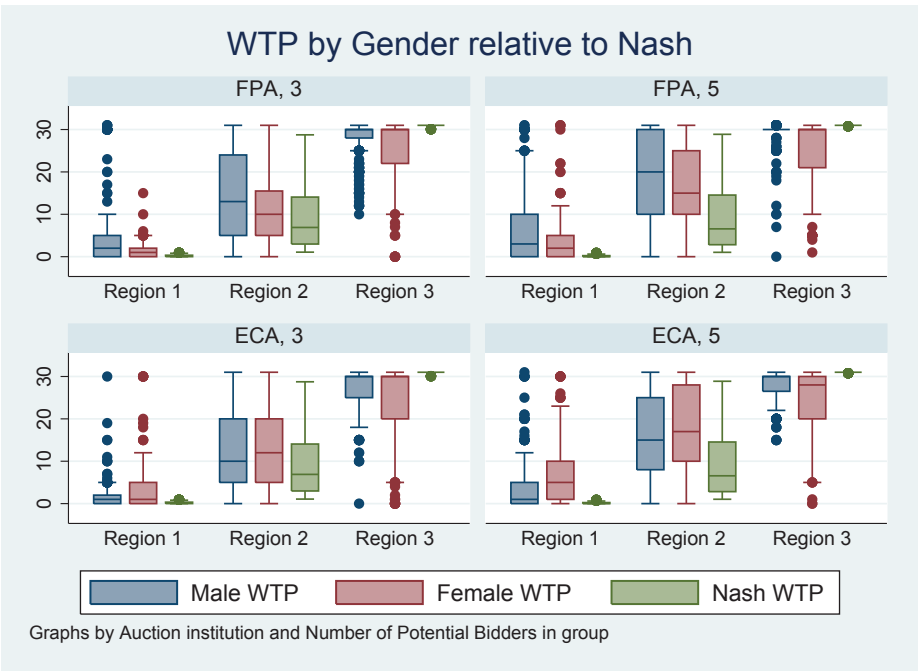 WTP by Gender relative to Nash
FPA, 3
FPA, 5
30
20
10
0
Region 1 Region 2 Region 3
Region 1 Region 2 Region 3
ECA, 3
ECA, 5
30
20
10
0
Region 1 Region 2 Region 3
Region 1 Region 2 Region 3
Male WTP Female WTP Nash WTP
Graphs by Auction institution and Number of Potential Bidders in group